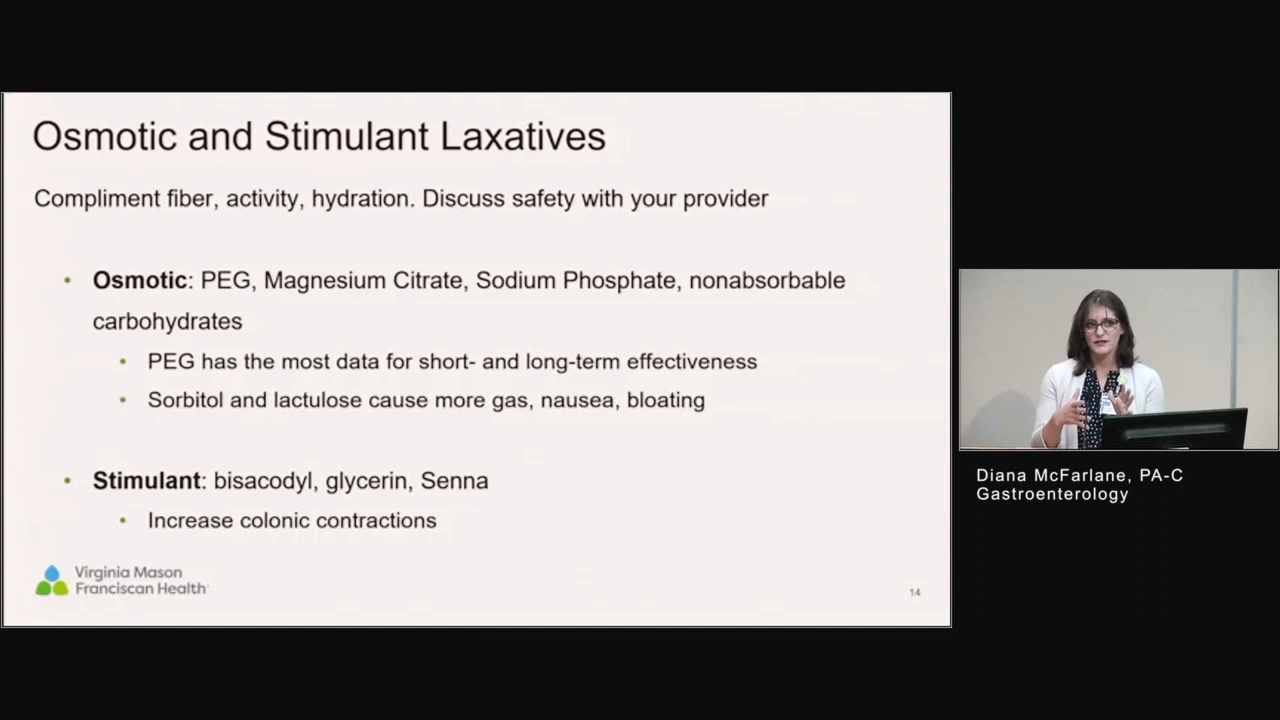 Osmotic and Stimulant Laxatives
Compliment fiber, activity, hydration. Discuss safety with your provider
• Osmotic: PEG, Magnesium Citrate, Sodium Phosphate, nonabsorbable
carbohydrates
• PEG has the most data for short- and long-term effectiveness
• Sorbitol and lactulose cause more gas, nausea, bloating
• Stimulant: bisacodyl, glycerin, Senna
• Increase colonic contractions
Virginia Mason
Franciscan Health
14
Diana McFarlane, PA-C
Gastroenterology